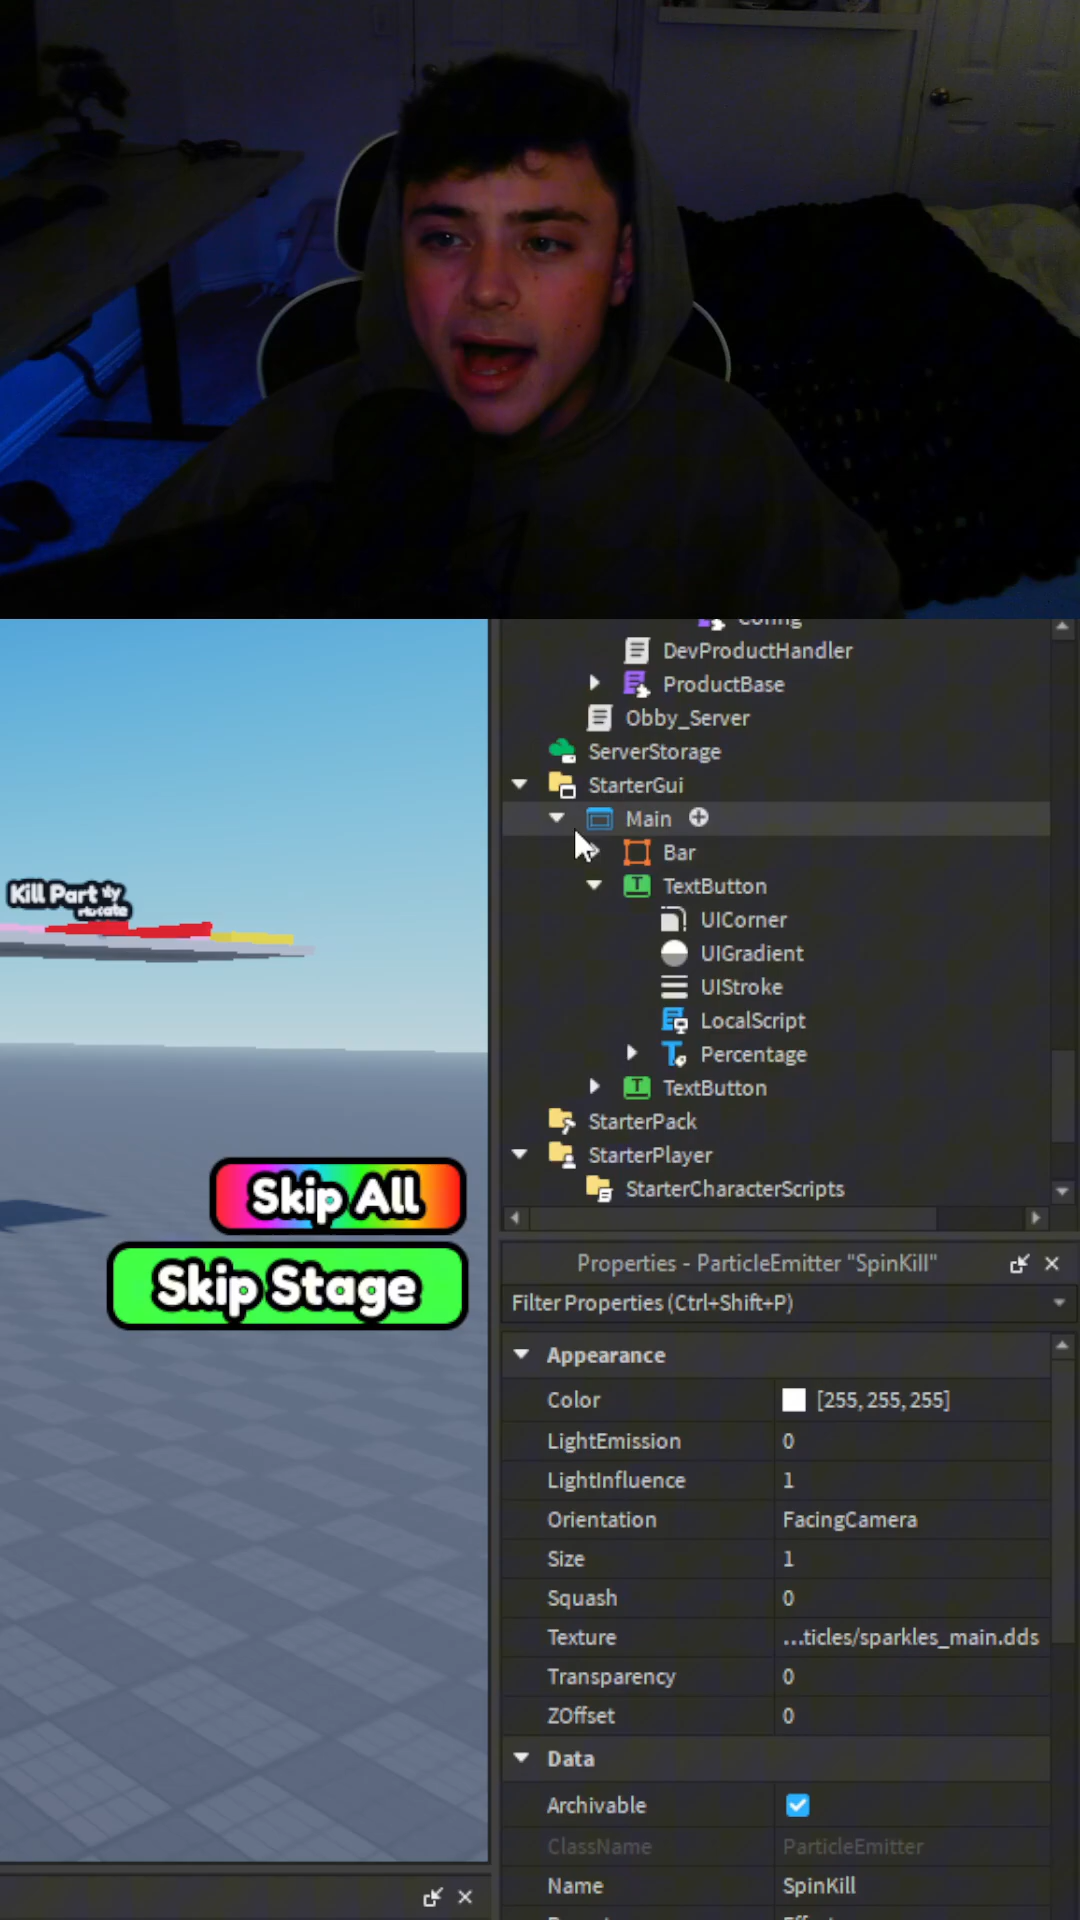 Config
DevProductHandler
ProductBase
Obby_Server
ServerStorage
StarterGui
Main
Bar
TextButton
UICorner
UIGradient
UIStroke
LocalScript
Percentage
TextButton
StarterPack
StarterPlayer
StarterCharacterScripts
Kill Part
Skip All
Skip Stage
Properties - ParticleEmitter "SpinKill"
Filter Properties (Ctrl+Shift+P)
Appearance
Color [255, 255, 255]
LightEmission 0
LightInfluence 1
Orientation FacingCamera
Size 1
Squash 0
Texture ...ticles/sparkles_main.dds
Transparency 0
ZOffset 0
Data
Archivable
ClassName ParticleEmitter
Name SpinKill